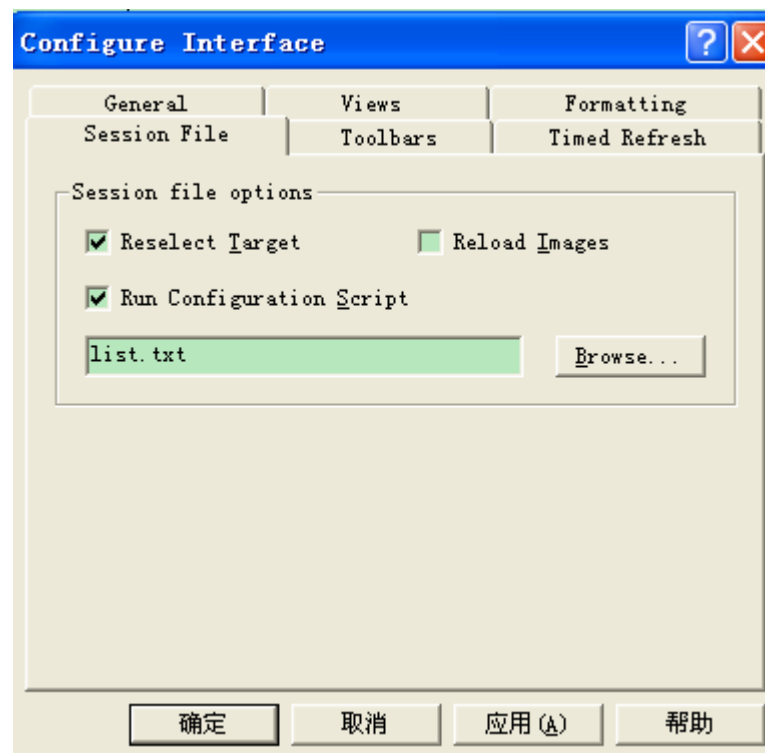 Configure Interface
General Views Formatting
Session File Toolbars Timed Refresh
Session file options
Reselect Target Reload Images
Run Configuration Script
list.txt Browse...
确定 取消 应用(A) 帮助